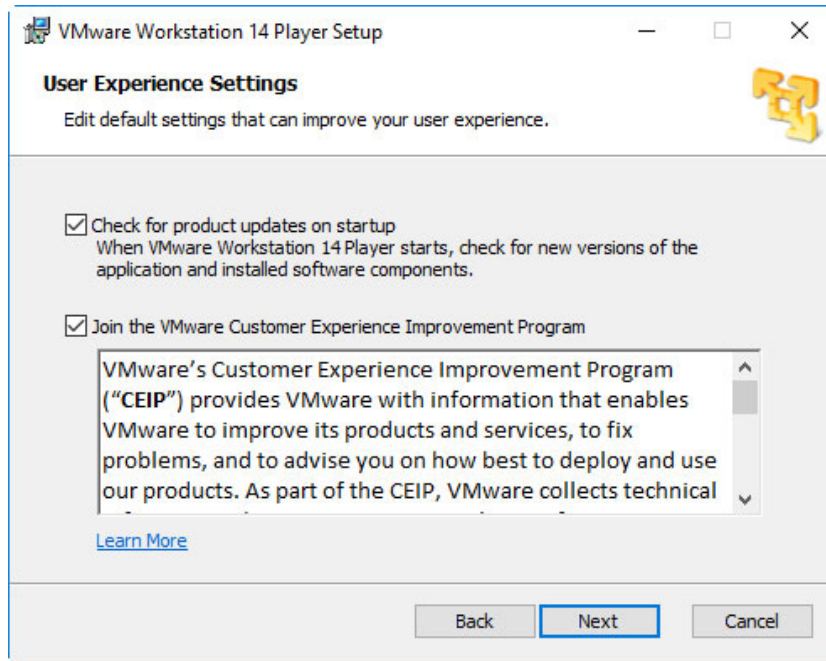 VMware Workstation 14 Player Setup
User Experience Settings
Edit default settings that can improve your user experience.
Check for product updates on startup
When VMware Workstation 14 Player starts, check for new versions of the
application and installed software components.
Join the VMware Customer Experience Improvement Program
VMware's Customer Experience Improvement Program
("CEIP") provides VMware with information that enables
VMware to improve its products and services, to fix
problems, and to advise you on how best to deploy and use
our products. As part of the CEIP, VMware collects technical
Learn More
Back
Next
Cancel